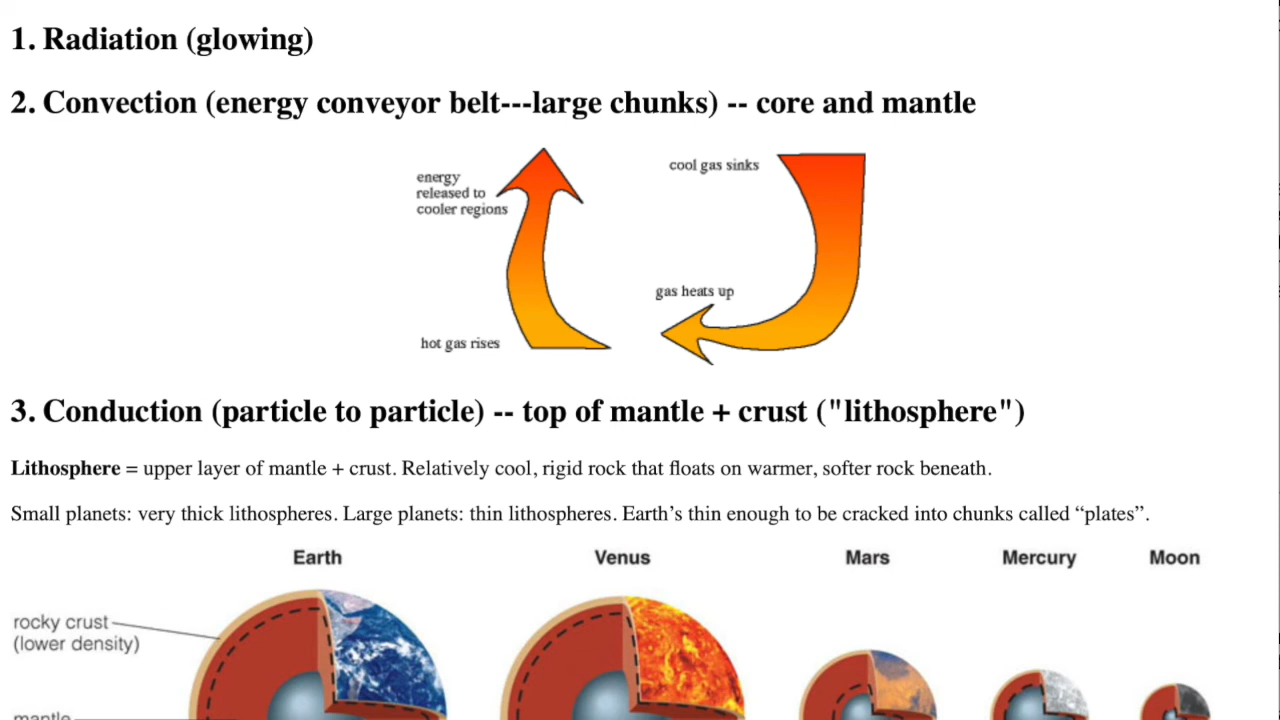 1. Radiation (glowing)
2. Convection (energy conveyor belt---large chunks) -- core and mantle
energy
released to
cooler regions
cool gas sinks
gas heats up
hot gas rises
3. Conduction (particle to particle) -- top of mantle + crust ("lithosphere")
Lithosphere = upper layer of mantle + crust. Relatively cool, rigid rock that floats on warmer, softer rock beneath.
Small planets: very thick lithospheres. Large planets: thin lithospheres. Earth’s thin enough to be cracked into chunks called “plates”.
Earth Venus Mars Mercury Moon
rocky crust
(lower density)
mantle